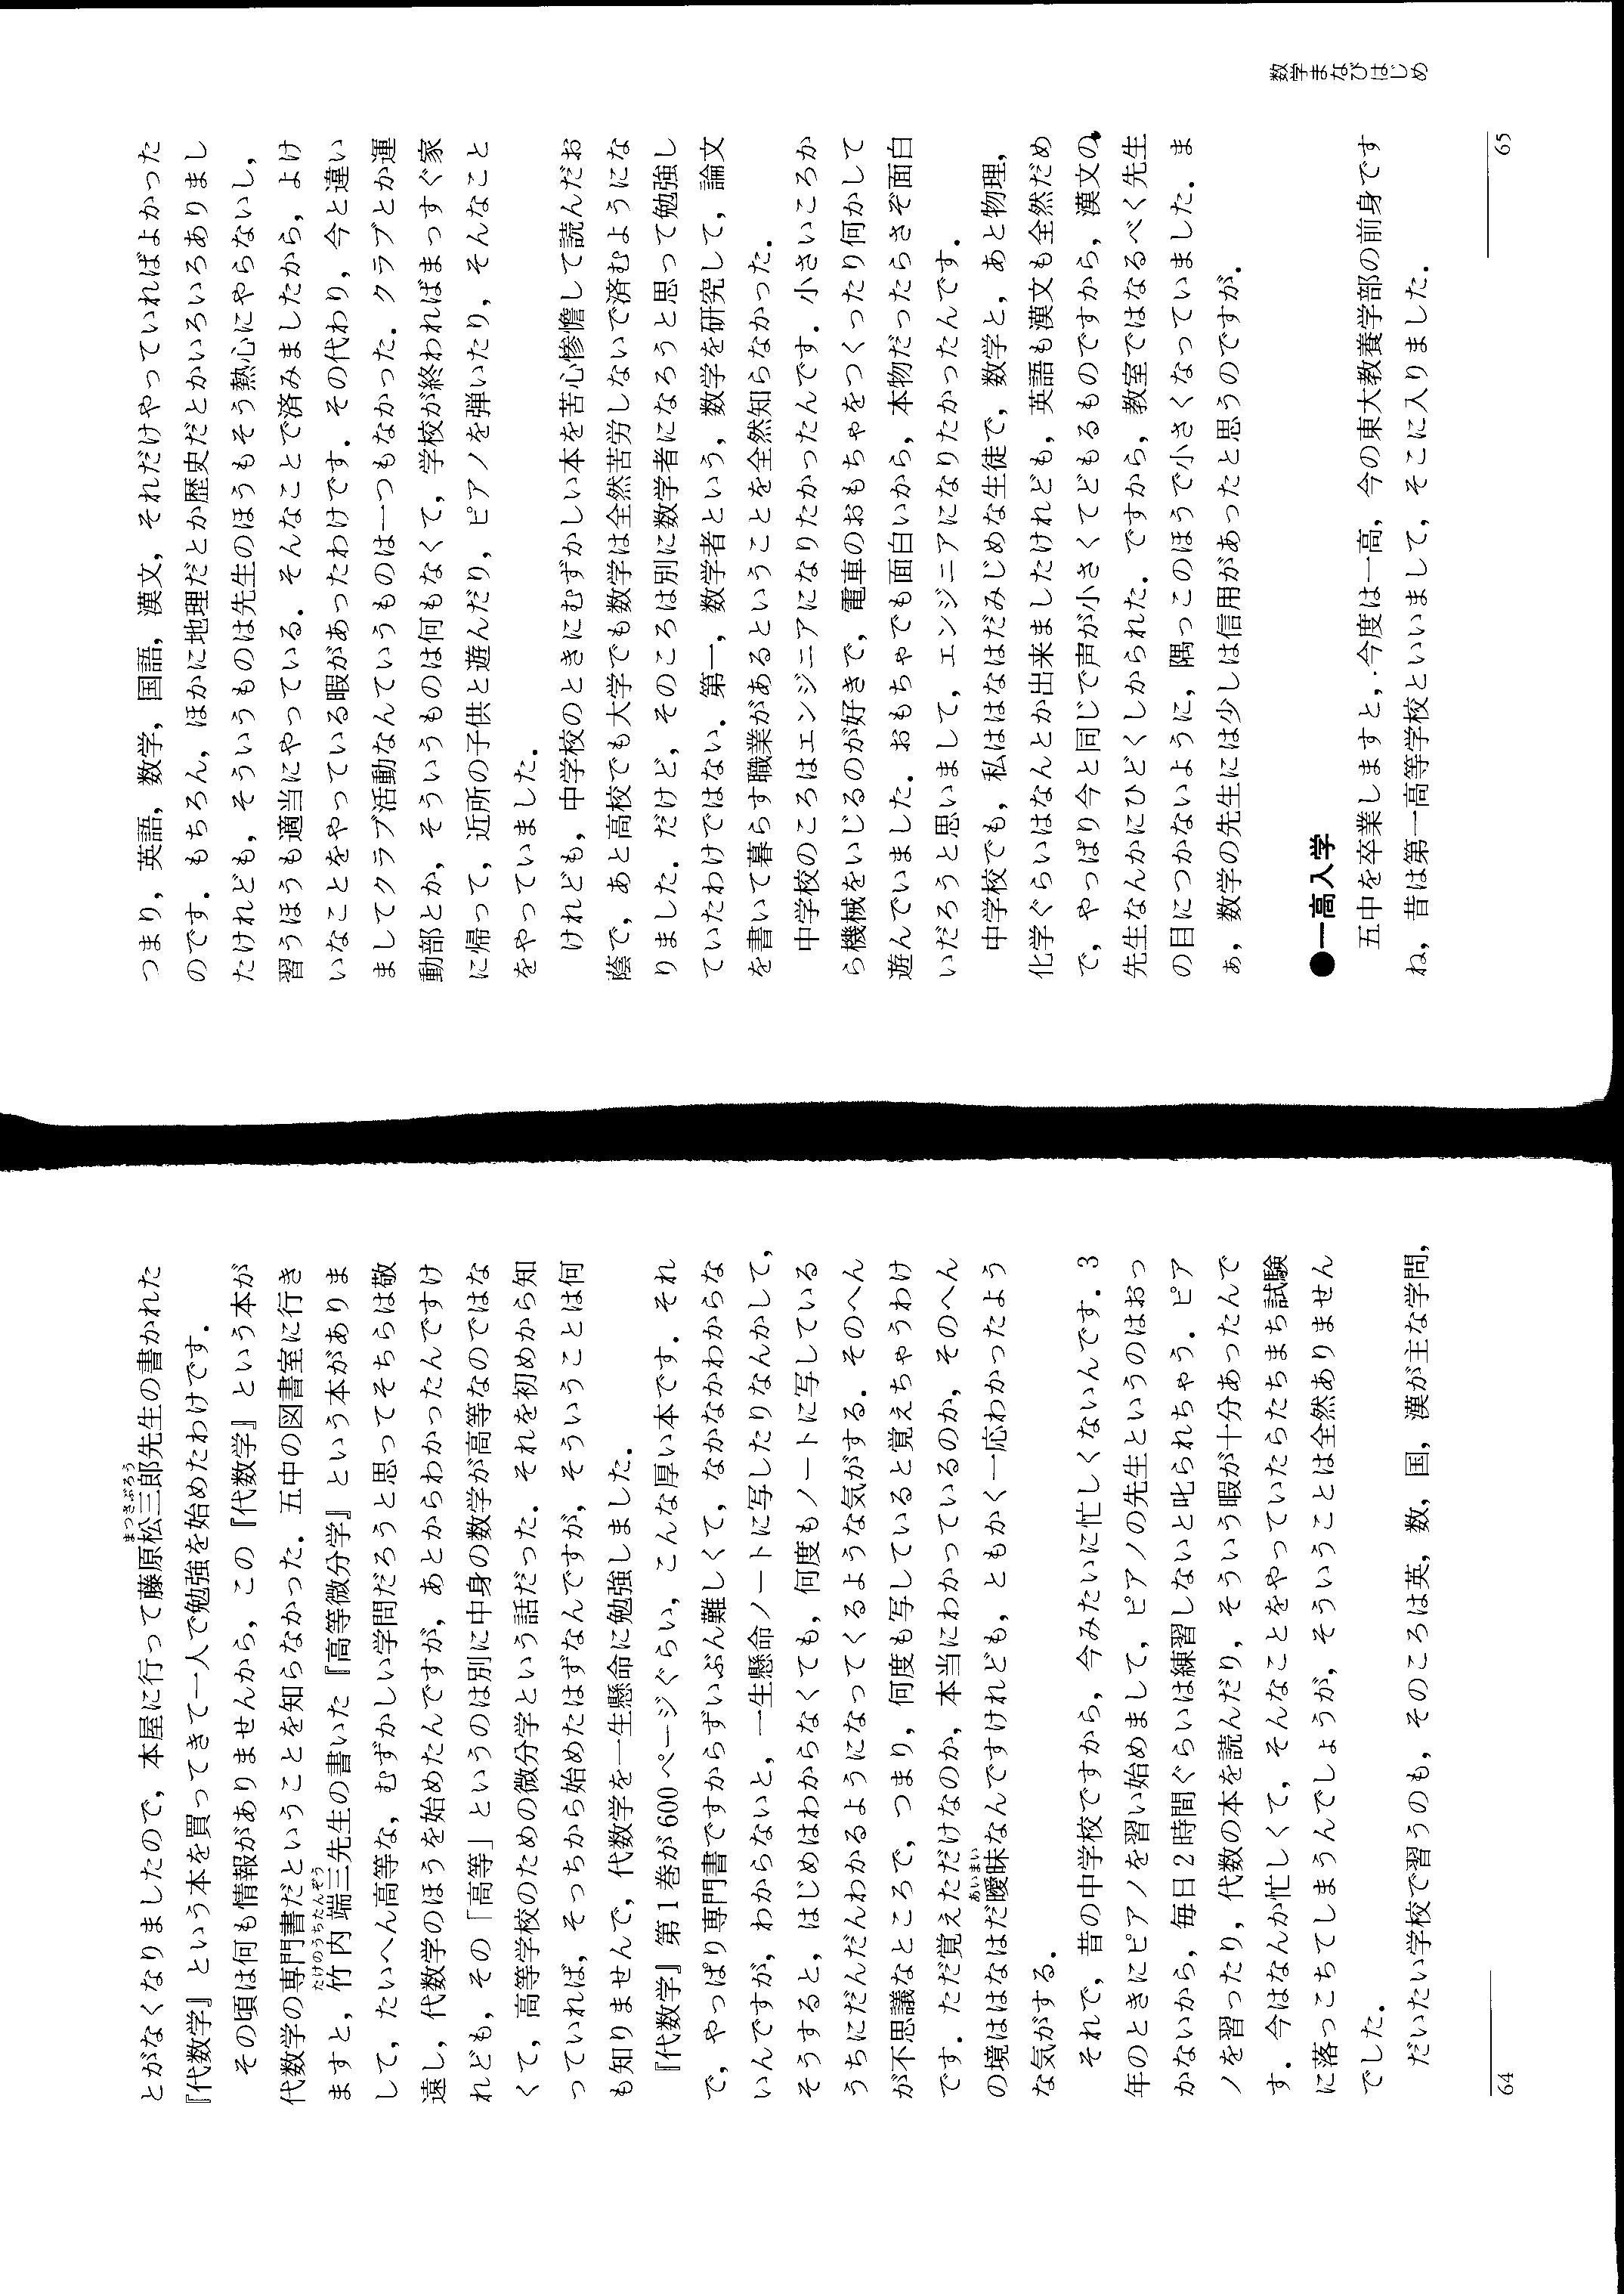 とがなくなりましたので，本屋に行って藤原松三郎先生の書かれた
まつさぶろう
『代数学』という本を買ってきて一人で勉強を始めたわけです．
その頃は何も情報がありませんから，この『代数学』という本が
代数学の専門書だということを知らなかった．五中の図書室に行き
ますと，竹内端三先生の書いた『高等微分学』という本がありま
たけのうちたんぞう
して，たいへん高等な，むずかしい学問だろうと思ってそちらは敬
遠し，代数学のほうを始めたんですが，あとからわかったんですけ
れども，その「高等」というのは別に中身の数学が高等なのではな
くて，高等学校のための微分学という話だった．それを初めから知
っていれば，そっちから始めたはずなんですが，そういうことは何
も知りませんで，代数学を一生懸命に勉強しました．
『代数学』第1巻が600ページぐらい，こんな厚い本です．それ
で，やっぱり専門書ですからずいぶん難しくて，なかなかわからな
いんですが，わからないと，一生懸命ノートに写したりなんかして，
そうすると，はじめはわからなくても，何度もノートに写している
うちにだんだんわかるようになってくるような気がする．そのへん
が不思議なところで，つまり，何度も写していると覚えちゃうわけ
です．ただ覚えただけなのか，本当にわかっているのか，そのへん
の境ははなはだ曖昧なんですけれども，ともかく一応わかったよう
あいまい
な気がする．
それで，昔の中学校ですから，今みたいに忙しくないんです．3
年のときにピアノを習い始めまして，ピアノの先生というのはおっ
かないから，毎日2時間ぐらいは練習しないと叱られちゃう．ピア
ノを習ったり，代数の本を読んだり，そういう暇が十分あったんで
す．今はなんか忙しくて，そんなことをやっていたらたちまち試験
に落っこちてしまうんでしょうが，そういうことは全然ありません
でした．
だいたい学校で習うのも，そのころは英，数，国，漢が主な学問，
64
つまり，英語，数学，国語，漢文，それだけやっていればよかった
のです．もちろん，ほかに地理だとか歴史だとかいろいろありまし
たけれども，そういうものは先生のほうもそう熱心にやらないし，
習うほうも適当にやっている．そんなことで済みましたから，よけ
いなことをやっている暇があったわけです．その代わり，今と違い
ましてクラブ活動なんていうものは一つもなかった．クラブとか運
動部とか，そういうものは何もなくて，学校が終わればまっすぐ家
に帰って，近所の子供と遊んだり，ピアノを弾いたり，そんなこと
をやっていました．
けれども，中学校のときにむずかしい本を苦心惨憺して読んだお
蔭で，あと高校でも大学でも数学は全然苦労しないで済むようにな
りました．だけど，そのころは別に数学者になろうと思って勉強し
ていたわけではない．第一，数学者という，数学を研究して，論文
を書いて暮らす職業があるということを全然知らなかった．
中学校のころはエンジニアになりたかったんです．小さいころか
ら機械をいじるのが好きで，電車のおもちゃをつくったり何かして
遊んでいました．おもちゃでも面白いから，本物だったらさぞ面白
いだろうと思いまして，エンジニアになりたかったんです．
中学校でも，私ははなはだみじめな生徒で，数学と，あと物理，
化学ぐらいはなんとか出来ましたけれども，英語も漢文も全然だめ
で，やっぱり今と同じで声が小さくてどもるものですから，漢文の
先生なんかにひどくしかられた．ですから，教室ではなるべく先生
の目につかないように，隅っこのほうで小さくなっていました．ま
ぁ，数学の先生には少しは信用があったと思うのですが．
●一高入学
五中を卒業しますと，今度は一高，今の東大教養学部の前身です
ね，昔は第一高等学校といいまして，そこに入りました．
数学まなびはじめ
65